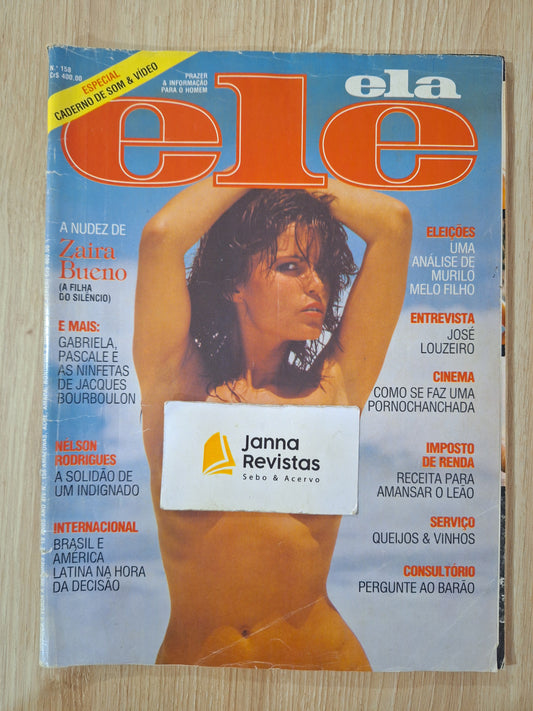 N.º 158
Cr$ 400,00
ESPECIAL
CADERNO DE SOM & VÍDEO
PRAZER
& INFORMAÇÃO
PARA O HOMEM
ela
ele
A NUDEZ DE
Zaira
Bueno
(A FILHA
DO SILÊNCIO)
E MAIS:
GABRIELA,
PASCALE E
AS NINFETAS
DE JACQUES
BOURBOULON
NÉLSON
RODRIGUES
A SOLIDÃO DE
UM INDIGNADO
INTERNACIONAL
BRASIL E
AMÉRICA
LATINA NA HORA
DA DECISÃO
ELEIÇÕES
UMA
ANÁLISE DE
MURILO
MELO FILHO
ENTREVISTA
JOSÉ
LOUZEIRO
CINEMA
COMO SE FAZ UMA
PORNOCHANCHADA
IMPOSTO
DE RENDA
RECEITA PARA
AMANSAR O LEÃO
SERVIÇO
QUEIJOS & VINHOS
CONSULTÓRIO
PERGUNTE AO BARÃO
Janna
Revistas
Sebo & Acervo